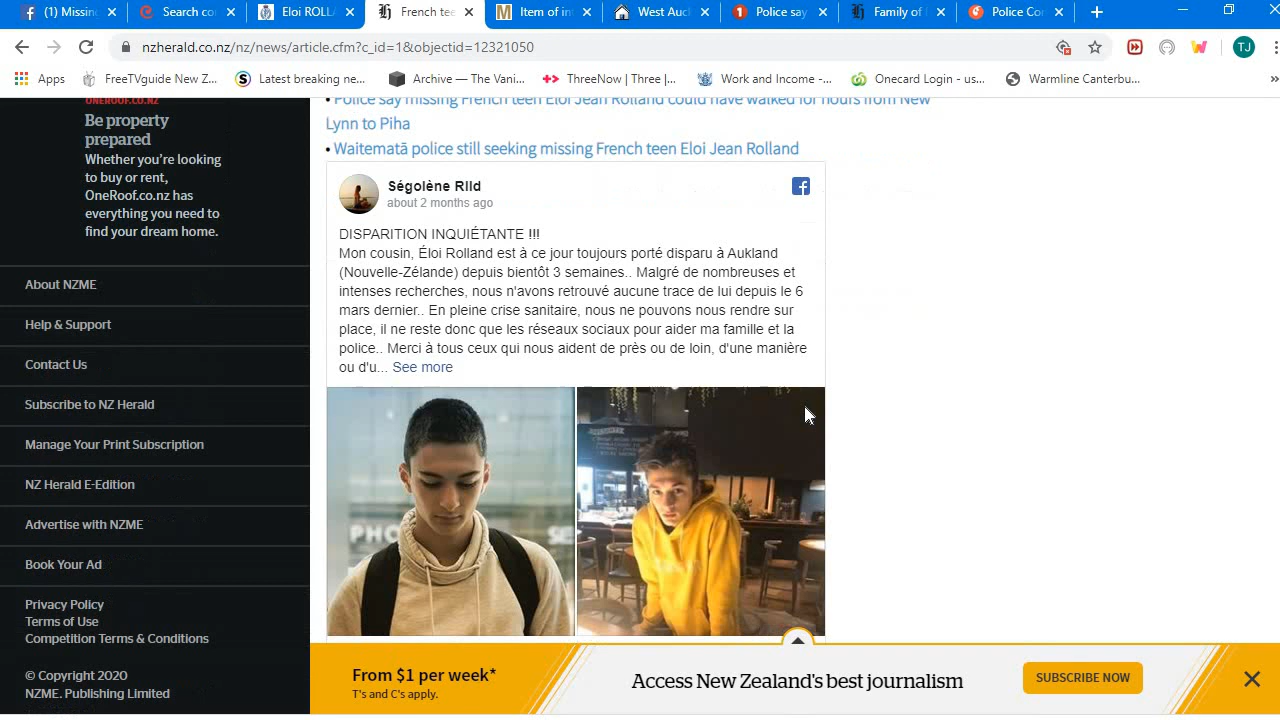 (1) Missing
Search co
Eloi ROLLA
French tee
Item of in
West Auc
Police say
Family of
Police Con
nzherald.co.nz/nz/news/article.cfm?c_id=1&objectid=12321050
TJ
Apps
FreeTVguide New Z...
Latest breaking ne...
Archive — The Vani...
ThreeNow | Three |...
Work and Income -...
Onecard Login - us...
Warmline Canterbu...
ONEROOF.CO.NZ
Be property
prepared
Whether you’re looking
to buy or rent,
OneRoof.co.nz has
everything you need to
find your dream home.
About NZME
Help & Support
Contact Us
Subscribe to NZ Herald
Manage Your Print Subscription
NZ Herald E-Edition
Advertise with NZME
Book Your Ad
Privacy Policy
Terms of Use
Competition Terms & Conditions
© Copyright 2020
NZME. Publishing Limited
• Police say missing French teen Eloi Jean Rolland could have walked for hours from New
Lynn to Piha
• Waitematā police still seeking missing French teen Eloi Jean Rolland
Ségolène Rlld
about 2 months ago
DISPARITION INQUIÉTANTE !!!
Mon cousin, Éloi Rolland est à ce jour toujours porté disparu à Aukland
(Nouvelle-Zélande) depuis bientôt 3 semaines.. Malgré de nombreuses et
intenses recherches, nous n'avons retrouvé aucune trace de lui depuis le 6
mars dernier.. En pleine crise sanitaire, nous ne pouvons nous rendre sur
place, il ne reste donc que les réseaux sociaux pour aider ma famille et la
police.. Merci à tous ceux qui nous aident de près ou de loin, d'une manière
ou d'u... See more
PHO
SE
From $1 per week*
T's and C's apply.
Access New Zealand's best journalism
SUBSCRIBE NOW